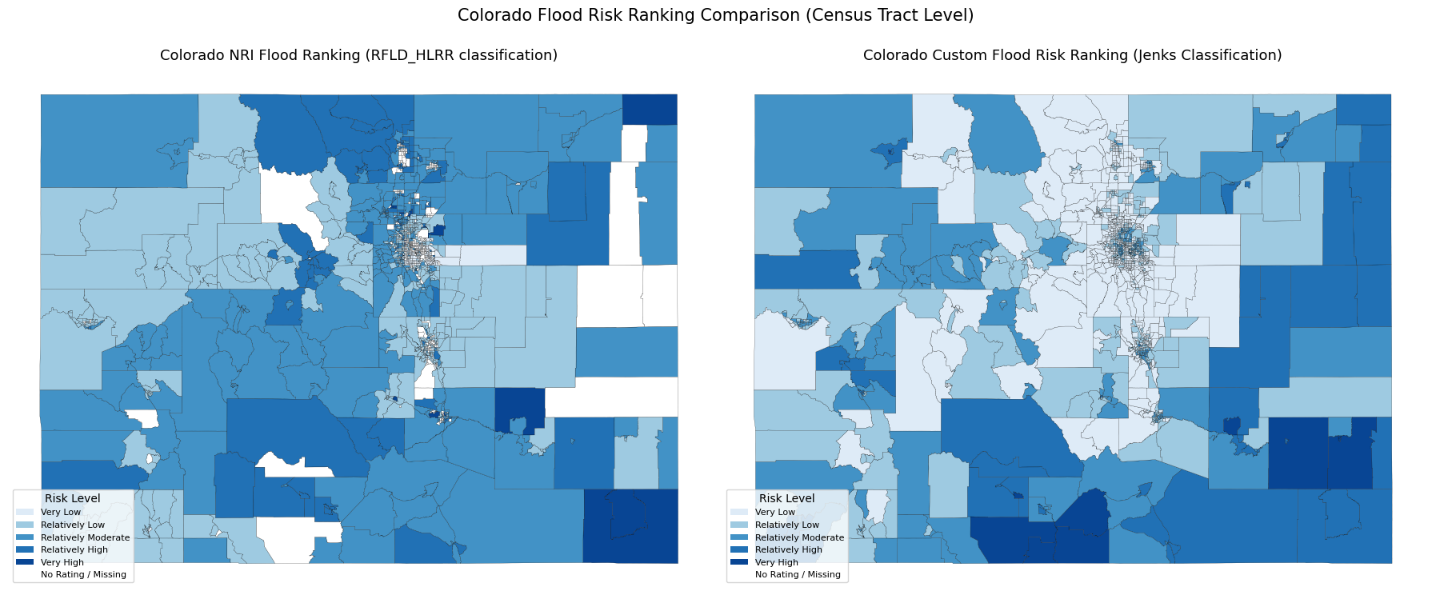 Colorado Flood Risk Ranking Comparison (Census Tract Level)
Colorado NRI Flood Ranking (RFLD_HLRR classification)
Risk Level
Very Low
Relatively Low
Relatively Moderate
Relatively High
Very High
No Rating / Missing
Colorado Custom Flood Risk Ranking (Jenks Classification)
Risk Level
Very Low
Relatively Low
Relatively Moderate
Relatively High
Very High
No Rating / Missing